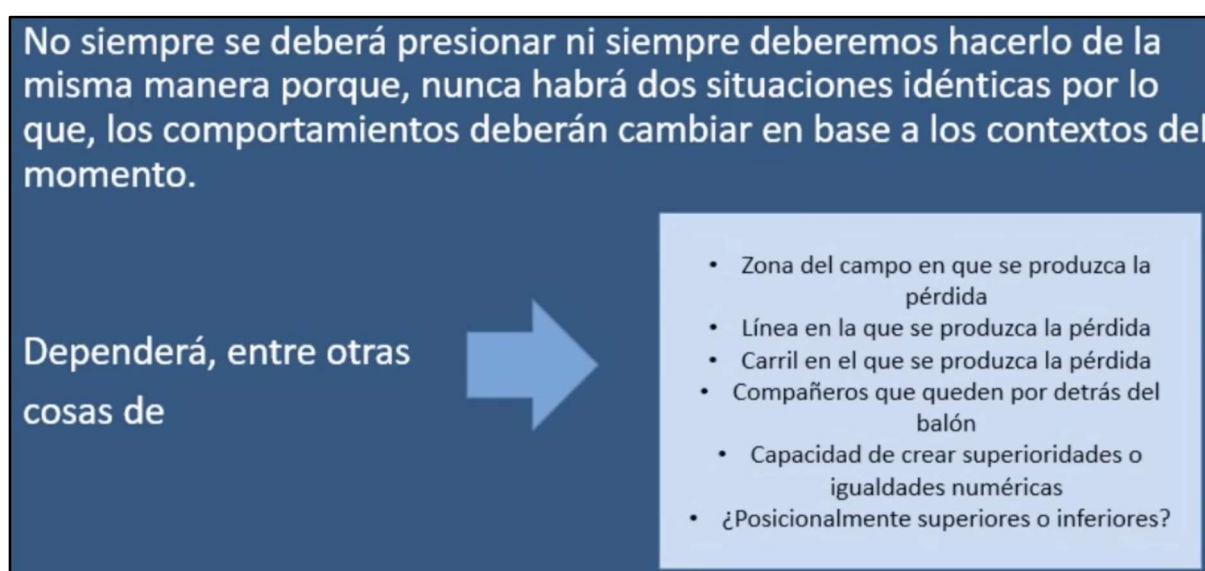 No siempre se deberá presionar ni siempre deberemos hacerlo de la
misma manera porque, nunca habrá dos situaciones idénticas por lo
que, los comportamientos deberán cambiar en base a los contextos del
momento.
Dependerá, entre otras
cosas de
• Zona del campo en que se produzca la
pérdida
• Línea en la que se produzca la pérdida
• Carril en el que se produzca la pérdida
• Compañeros que queden por detrás del
balón
• Capacidad de crear superioridades o
igualdades numéricas
• ¿Posicionalmente superiores o inferiores?